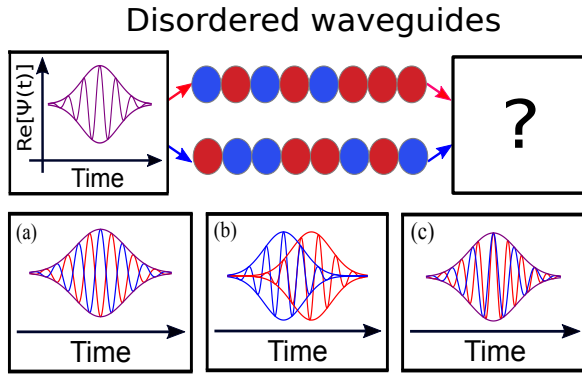 Disordered waveguides
Re[Ψ(t)]
Time
?
(a)
Time
(b)
Time
(c)
Time